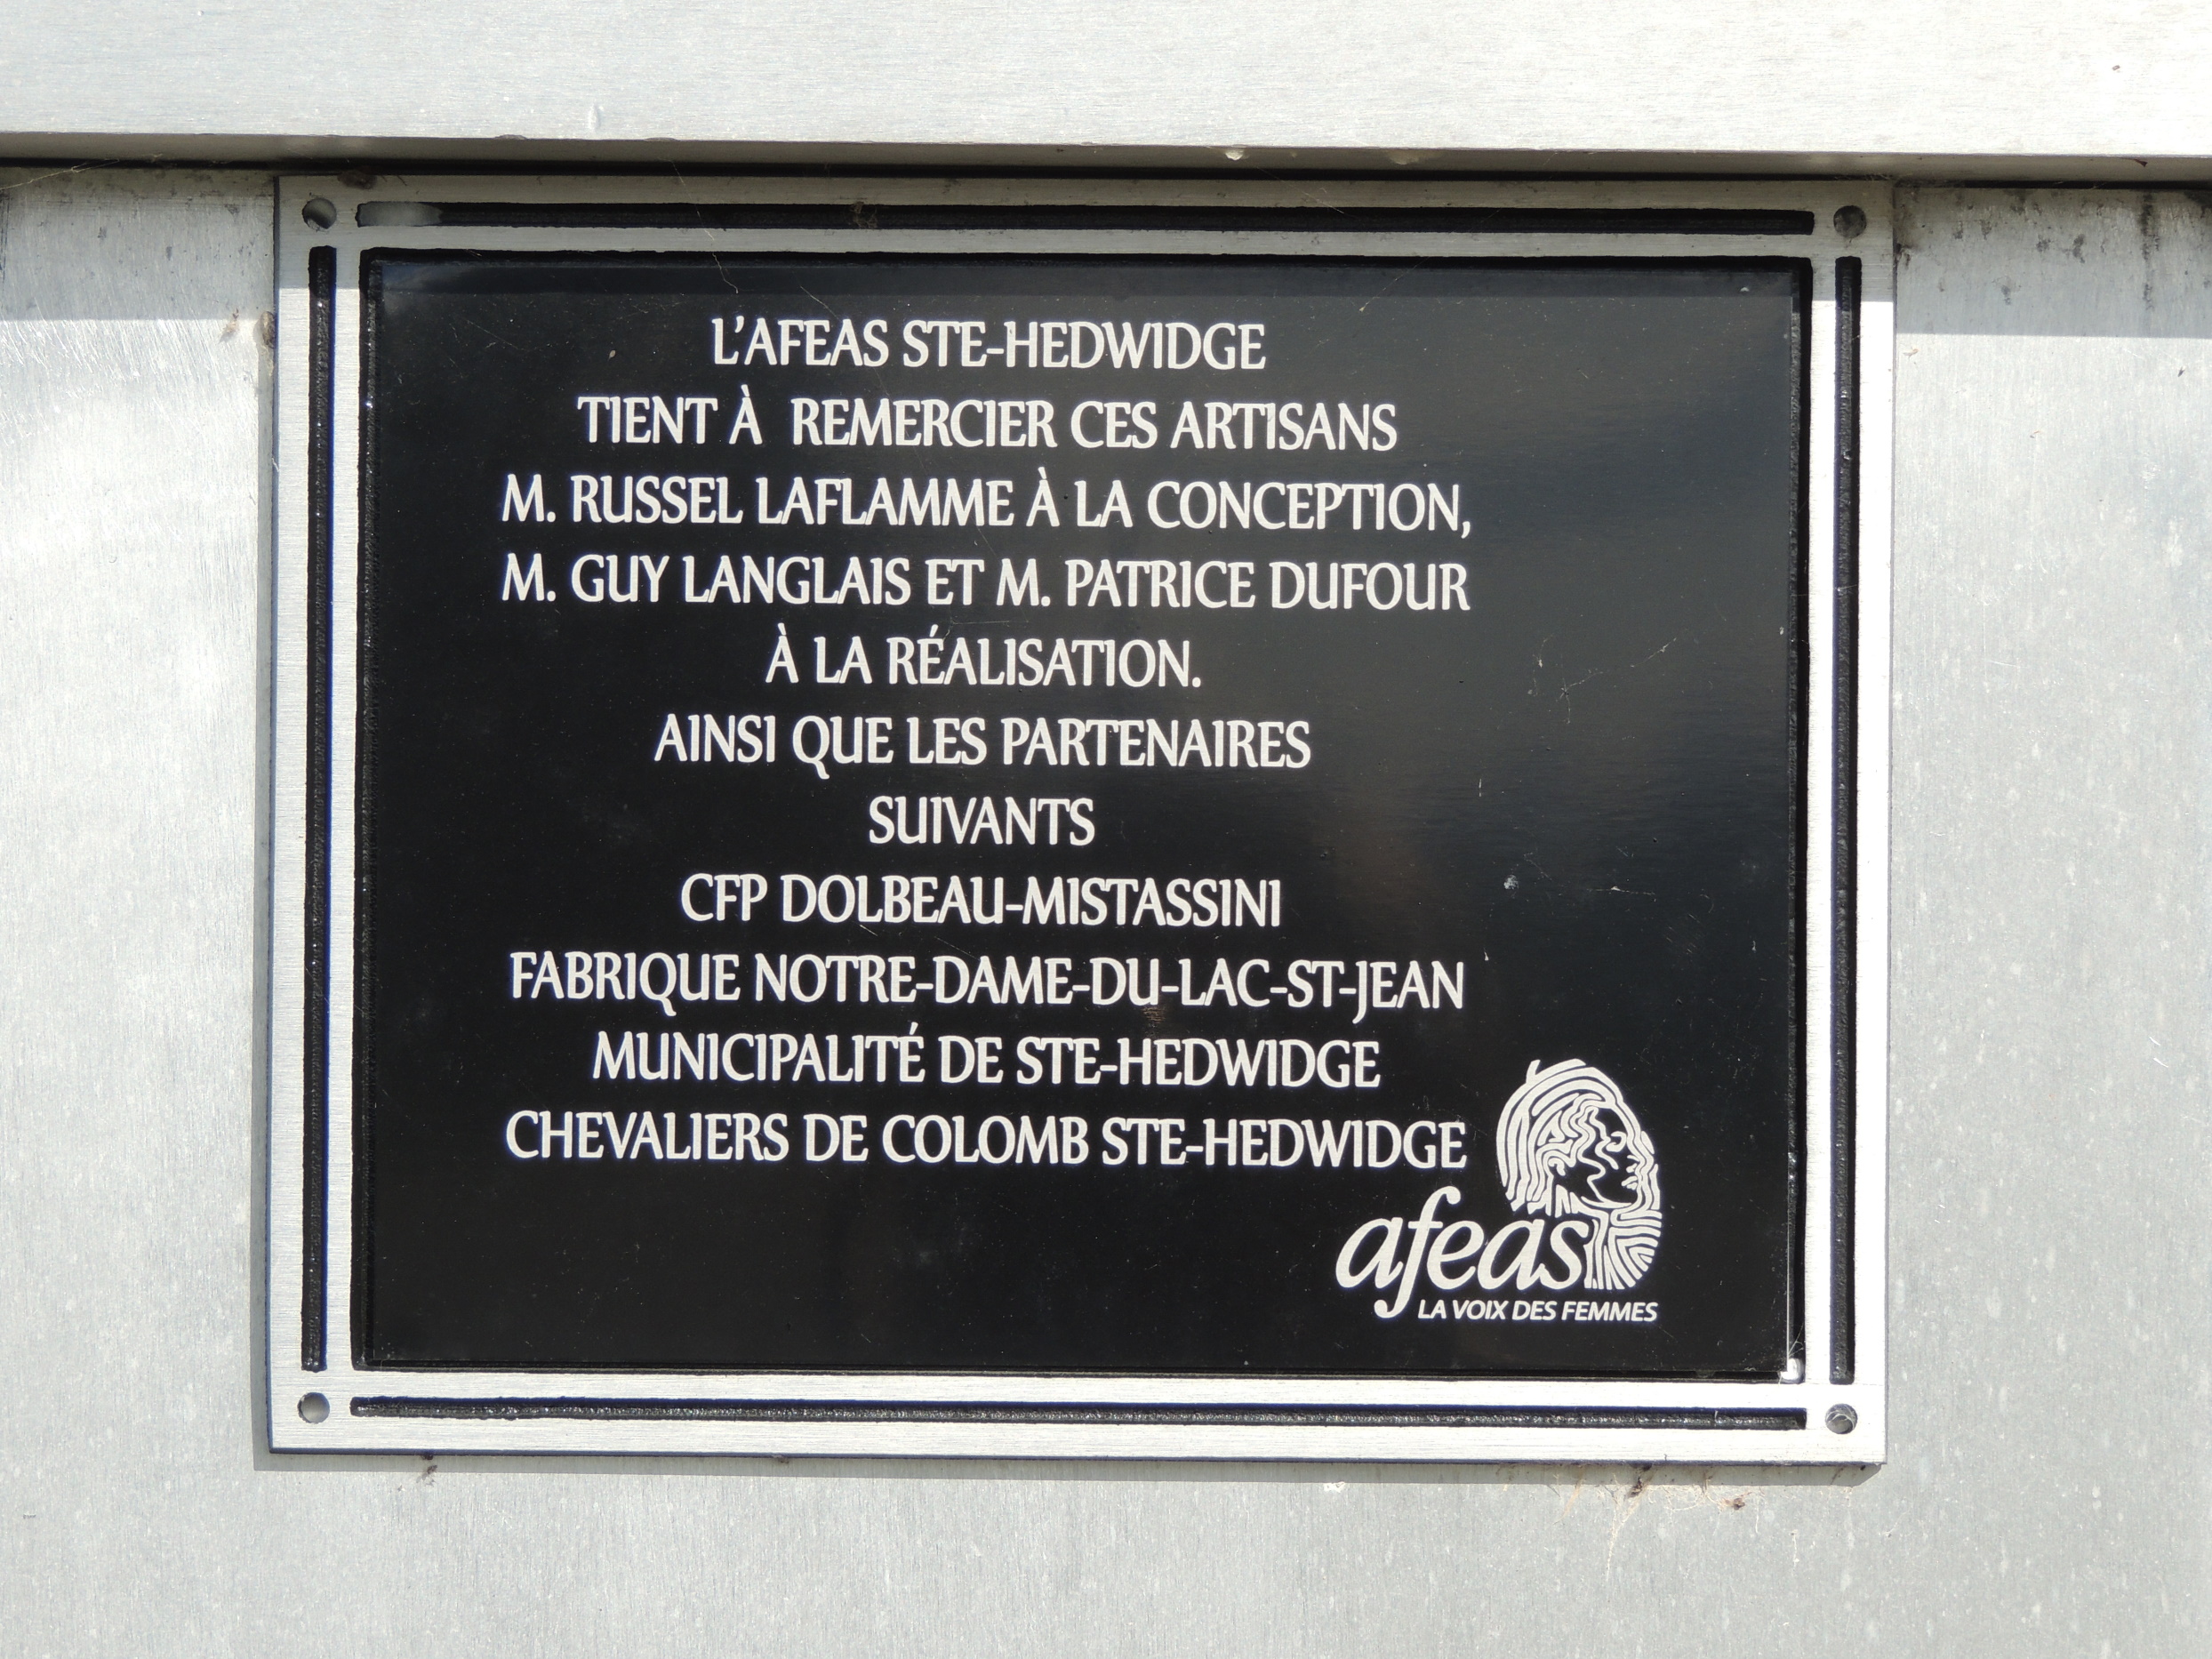 L'AFEAS STE-HEDWIDGE
TIENT À REMERCIER CES ARTISANS
M. RUSSEL LAFLAMME À LA CONCEPTION,
M. GUY LANGLAIS ET M. PATRICE DUFOUR
À LA RÉALISATION.
AINSI QUE LES PARTENAIRES
SUIVANTS
CFP DOLBEAU-MISTASSINI
FABRIQUE NOTRE-DAME-DU-LAC-ST-JEAN
MUNICIPALITÉ DE STE-HEDWIDGE
CHEVALIERS DE COLOMB STE-HEDWIDGE
afeas
LA VOIX DES FEMMES